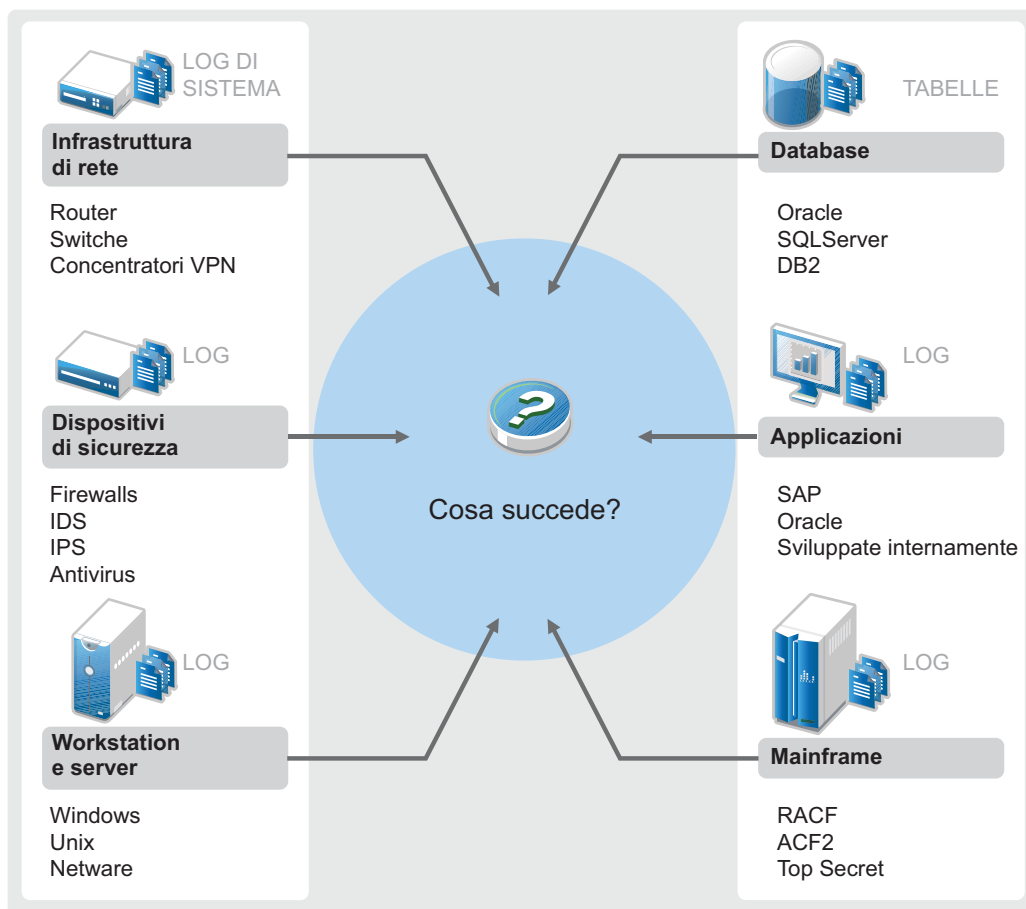 LOG DI
SISTEMA
Infrastruttura
di rete
Router
Switche
Concentratori VPN
LOG
Dispositivi
di sicurezza
Firewalls
IDS
IPS
Antivirus
LOG
Workstation
e server
Windows
Unix
Netware
?
Cosa succede?
TABELLE
Database
Oracle
SQLServer
DB2
LOG
Applicazioni
SAP
Oracle
Sviluppate internamente
LOG
Mainframe
RACF
ACF2
Top Secret